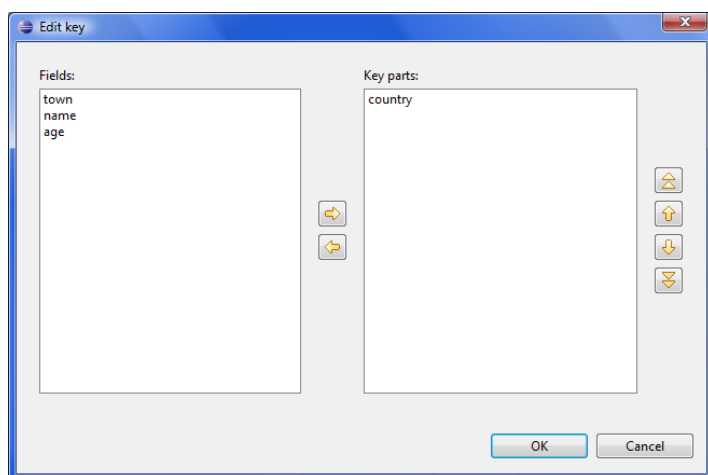 Edit key
Fields:
town
name
age
Key parts:
country
OK
Cancel